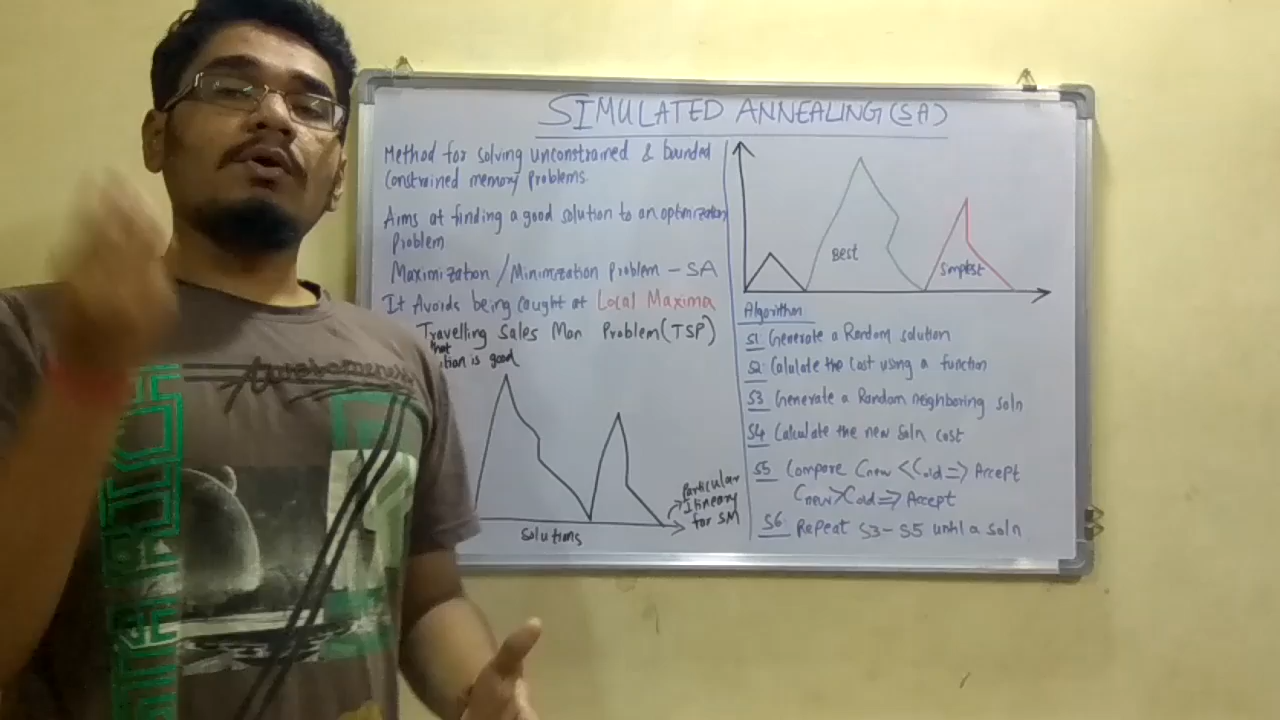 SIMULATED ANNEALING (SA)
Method for solving unconstrained & bounded
constrained memory problems.
Aims at finding a good solution to an optimization
problem.
Maximization / Minimization Problem - SA
It Avoids being caught at Local Maxima
Travelling Sales Man Problem (TSP)
that
ition is good
Solutions
Particular
Itinerary
for SM
Best
Simplest
Algorithm
S1 Generate a Random solution
S2 Calulate the Cost using a function
S3 Generate a Random neighboring soln
S4 Calculate the new Soln cost
S5 Compare Cnew < Cold => Accept
Cnew > Cold => Accept
S6: Repeat S3 - S5 until a soln
Awesomeness